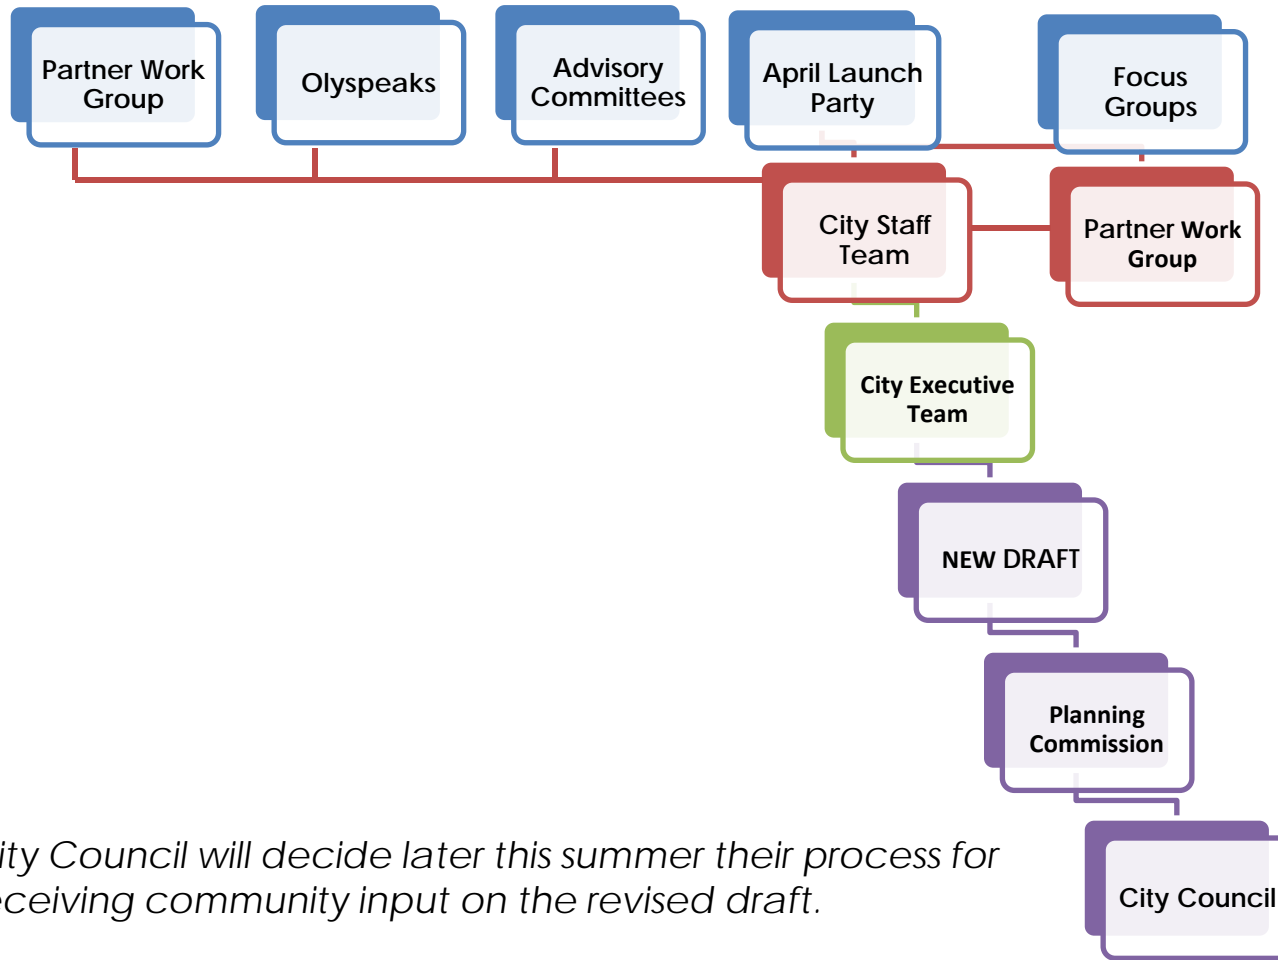 Partner Work
Group
Olyspeaks
Advisory
Committees
April Launch
Party
Focus
Groups
City Staff
Team
Partner Work
Group
City Executive
Team
NEW DRAFT
Planning
Commission
ity Council will decide later this summer their process for
eceiving community input on the revised draft.
City Council